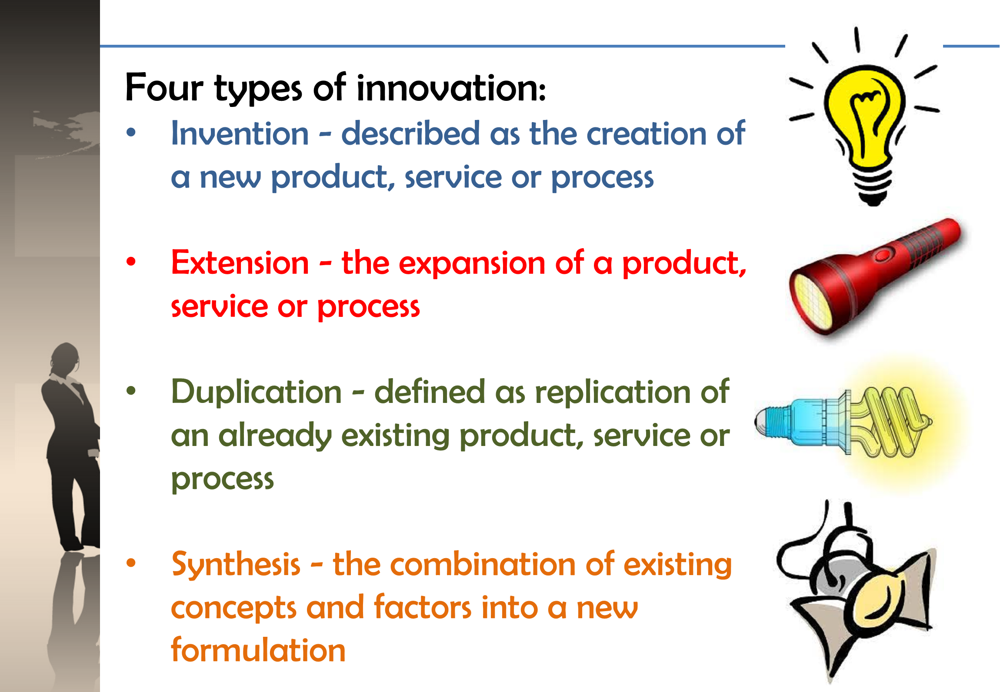 Four types of innovation:
• Invention - described as the creation of
a new product, service or process
• Extension - the expansion of a product,
service or process
• Duplication - defined as replication of
an already existing product, service or
process
• Synthesis - the combination of existing
concepts and factors into a new
formulation